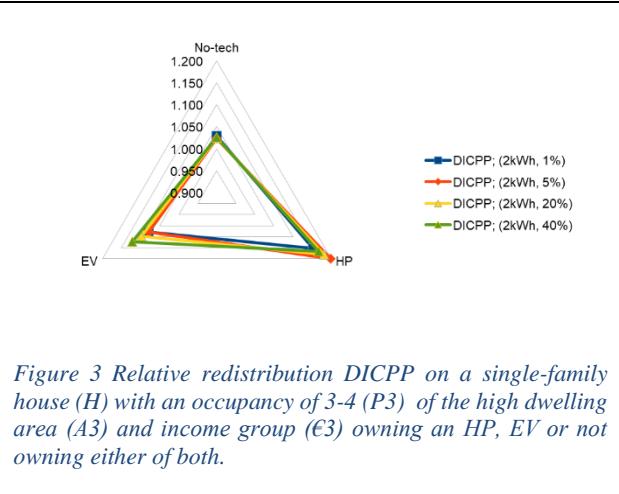 No-tech
1.200
1.150
1.100
1.050
1.000
0.950
0.900
EV
HP
DICPP; (2kWh, 1%)
DICPP; (2kWh, 5%)
DICPP; (2kWh, 20%)
DICPP; (2kWh, 40%)
Figure 3 Relative redistribution DICPP on a single-family
house (H) with an occupancy of 3-4 (P3) of the high dwelling
area (A3) and income group (€3) owning an HP, EV or not
owning either of both.